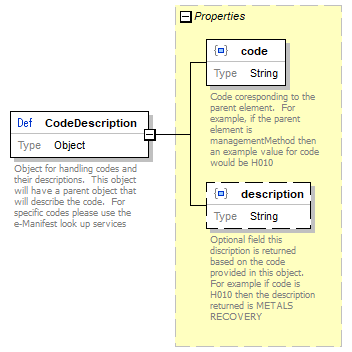 Properties
code
Type String
Code coresponding to the
parent element. For
example, if the parent
element is
managementMethod then
an example value for code
would be H010
Def CodeDescription
Type Object
Object for handling codes and
their descriptions. This object
will have a parent object that
will describe the code. For
specific codes please use the
e-Manifest look up services
description
Type String
Optional field this
discription is returned
based on the code
provided in this object.
For example if code is
H010 then the description
returned is METALS
RECOVERY